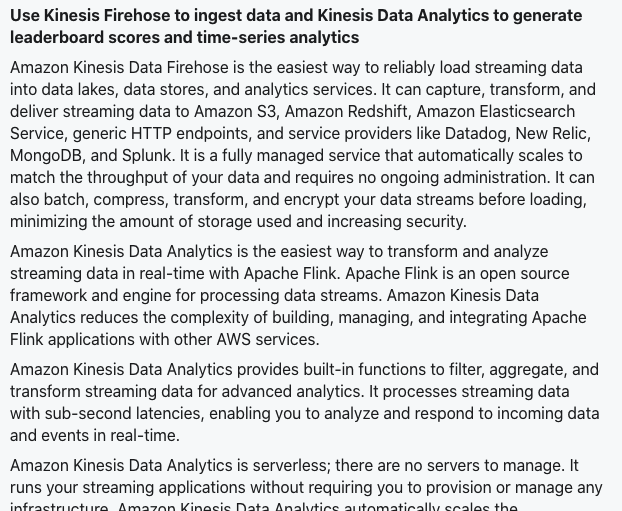 Use Kinesis Firehose to ingest data and Kinesis Data Analytics to generate
leaderboard scores and time-series analytics
Amazon Kinesis Data Firehose is the easiest way to reliably load streaming data
into data lakes, data stores, and analytics services. It can capture, transform, and
deliver streaming data to Amazon S3, Amazon Redshift, Amazon Elasticsearch
Service, generic HTTP endpoints, and service providers like Datadog, New Relic,
MongoDB, and Splunk. It is a fully managed service that automatically scales to
match the throughput of your data and requires no ongoing administration. It can
also batch, compress, transform, and encrypt your data streams before loading,
minimizing the amount of storage used and increasing security.
Amazon Kinesis Data Analytics is the easiest way to transform and analyze
streaming data in real-time with Apache Flink. Apache Flink is an open source
framework and engine for processing data streams. Amazon Kinesis Data
Analytics reduces the complexity of building, managing, and integrating Apache
Flink applications with other AWS services.
Amazon Kinesis Data Analytics provides built-in functions to filter, aggregate, and
transform streaming data for advanced analytics. It processes streaming data
with sub-second latencies, enabling you to analyze and respond to incoming data
and events in real-time.
Amazon Kinesis Data Analytics is serverless; there are no servers to manage. It
runs your streaming applications without requiring you to provision or manage any
infrastructure. Amazon Kinesis Data Analytics automatically scales the